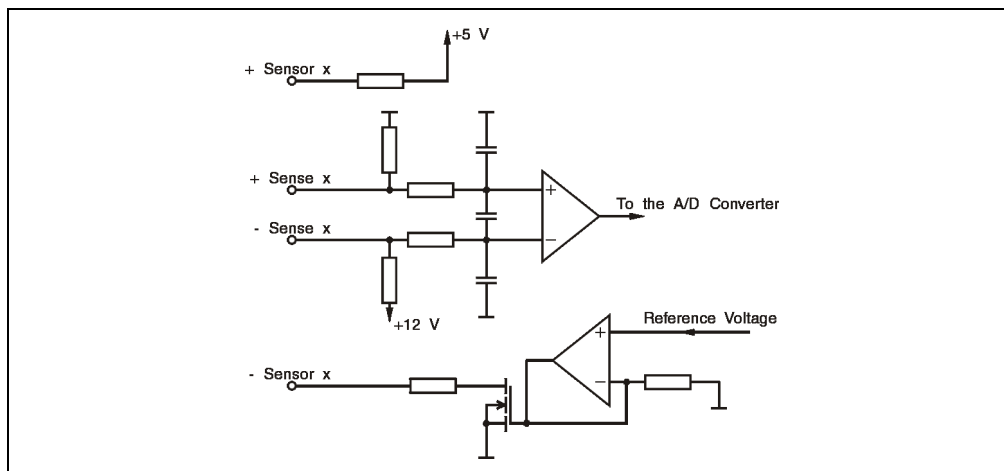 +5 V
+ Sensor x
+ Sense x
+
To the A/D Converter
- Sense x
−
+12 V
Reference Voltage
+
- Sensor x
−